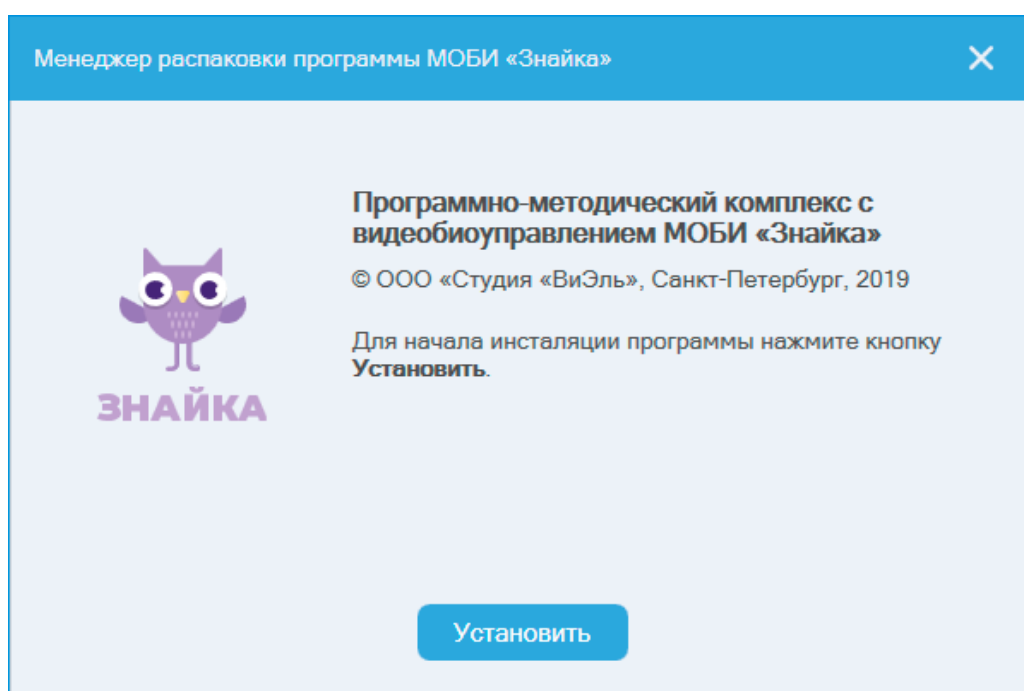 Менеджер распаковки программы МОБИ «Знайка»
Программно-методический комплекс с
видеобиоуправлением МОБИ «Знайка»
© ООО «Студия «ВиЭль», Санкт-Петербург, 2019
Для начала инсталяции программы нажмите кнопку
Установить.
ЗНАЙКА
Установить